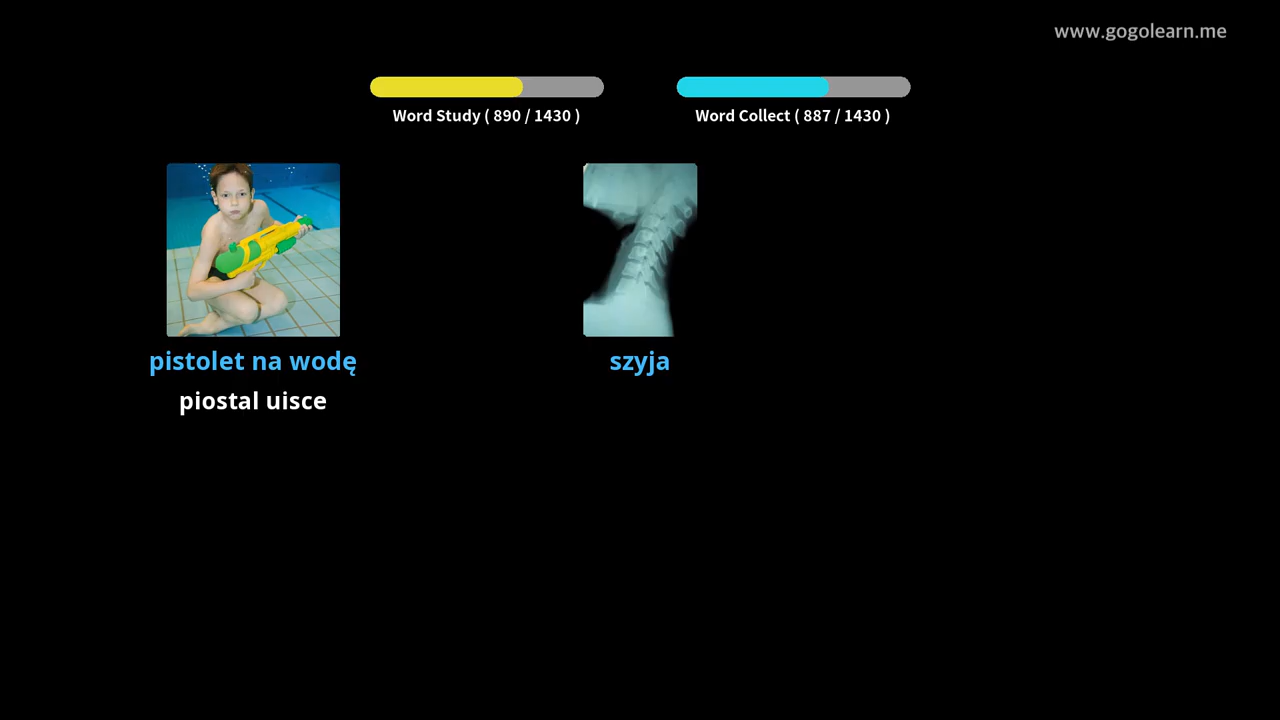 www.gogolearn.me
Word Study ( 890 / 1430 )
Word Collect ( 887 / 1430 )
pistolet na wodę
piostal uisce
szyja